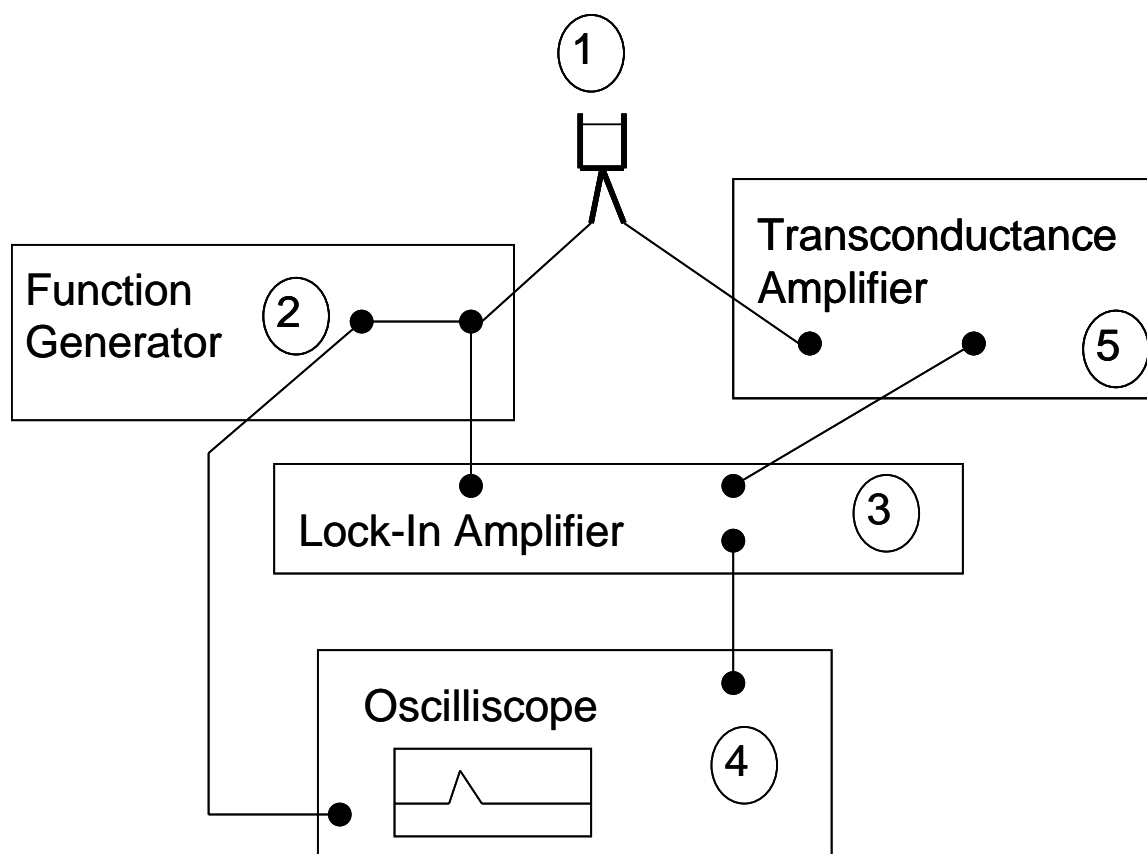 1
Transconductance
Amplifier
5
Function
Generator
2
Lock-In Amplifier
3
Oscilliscope
4